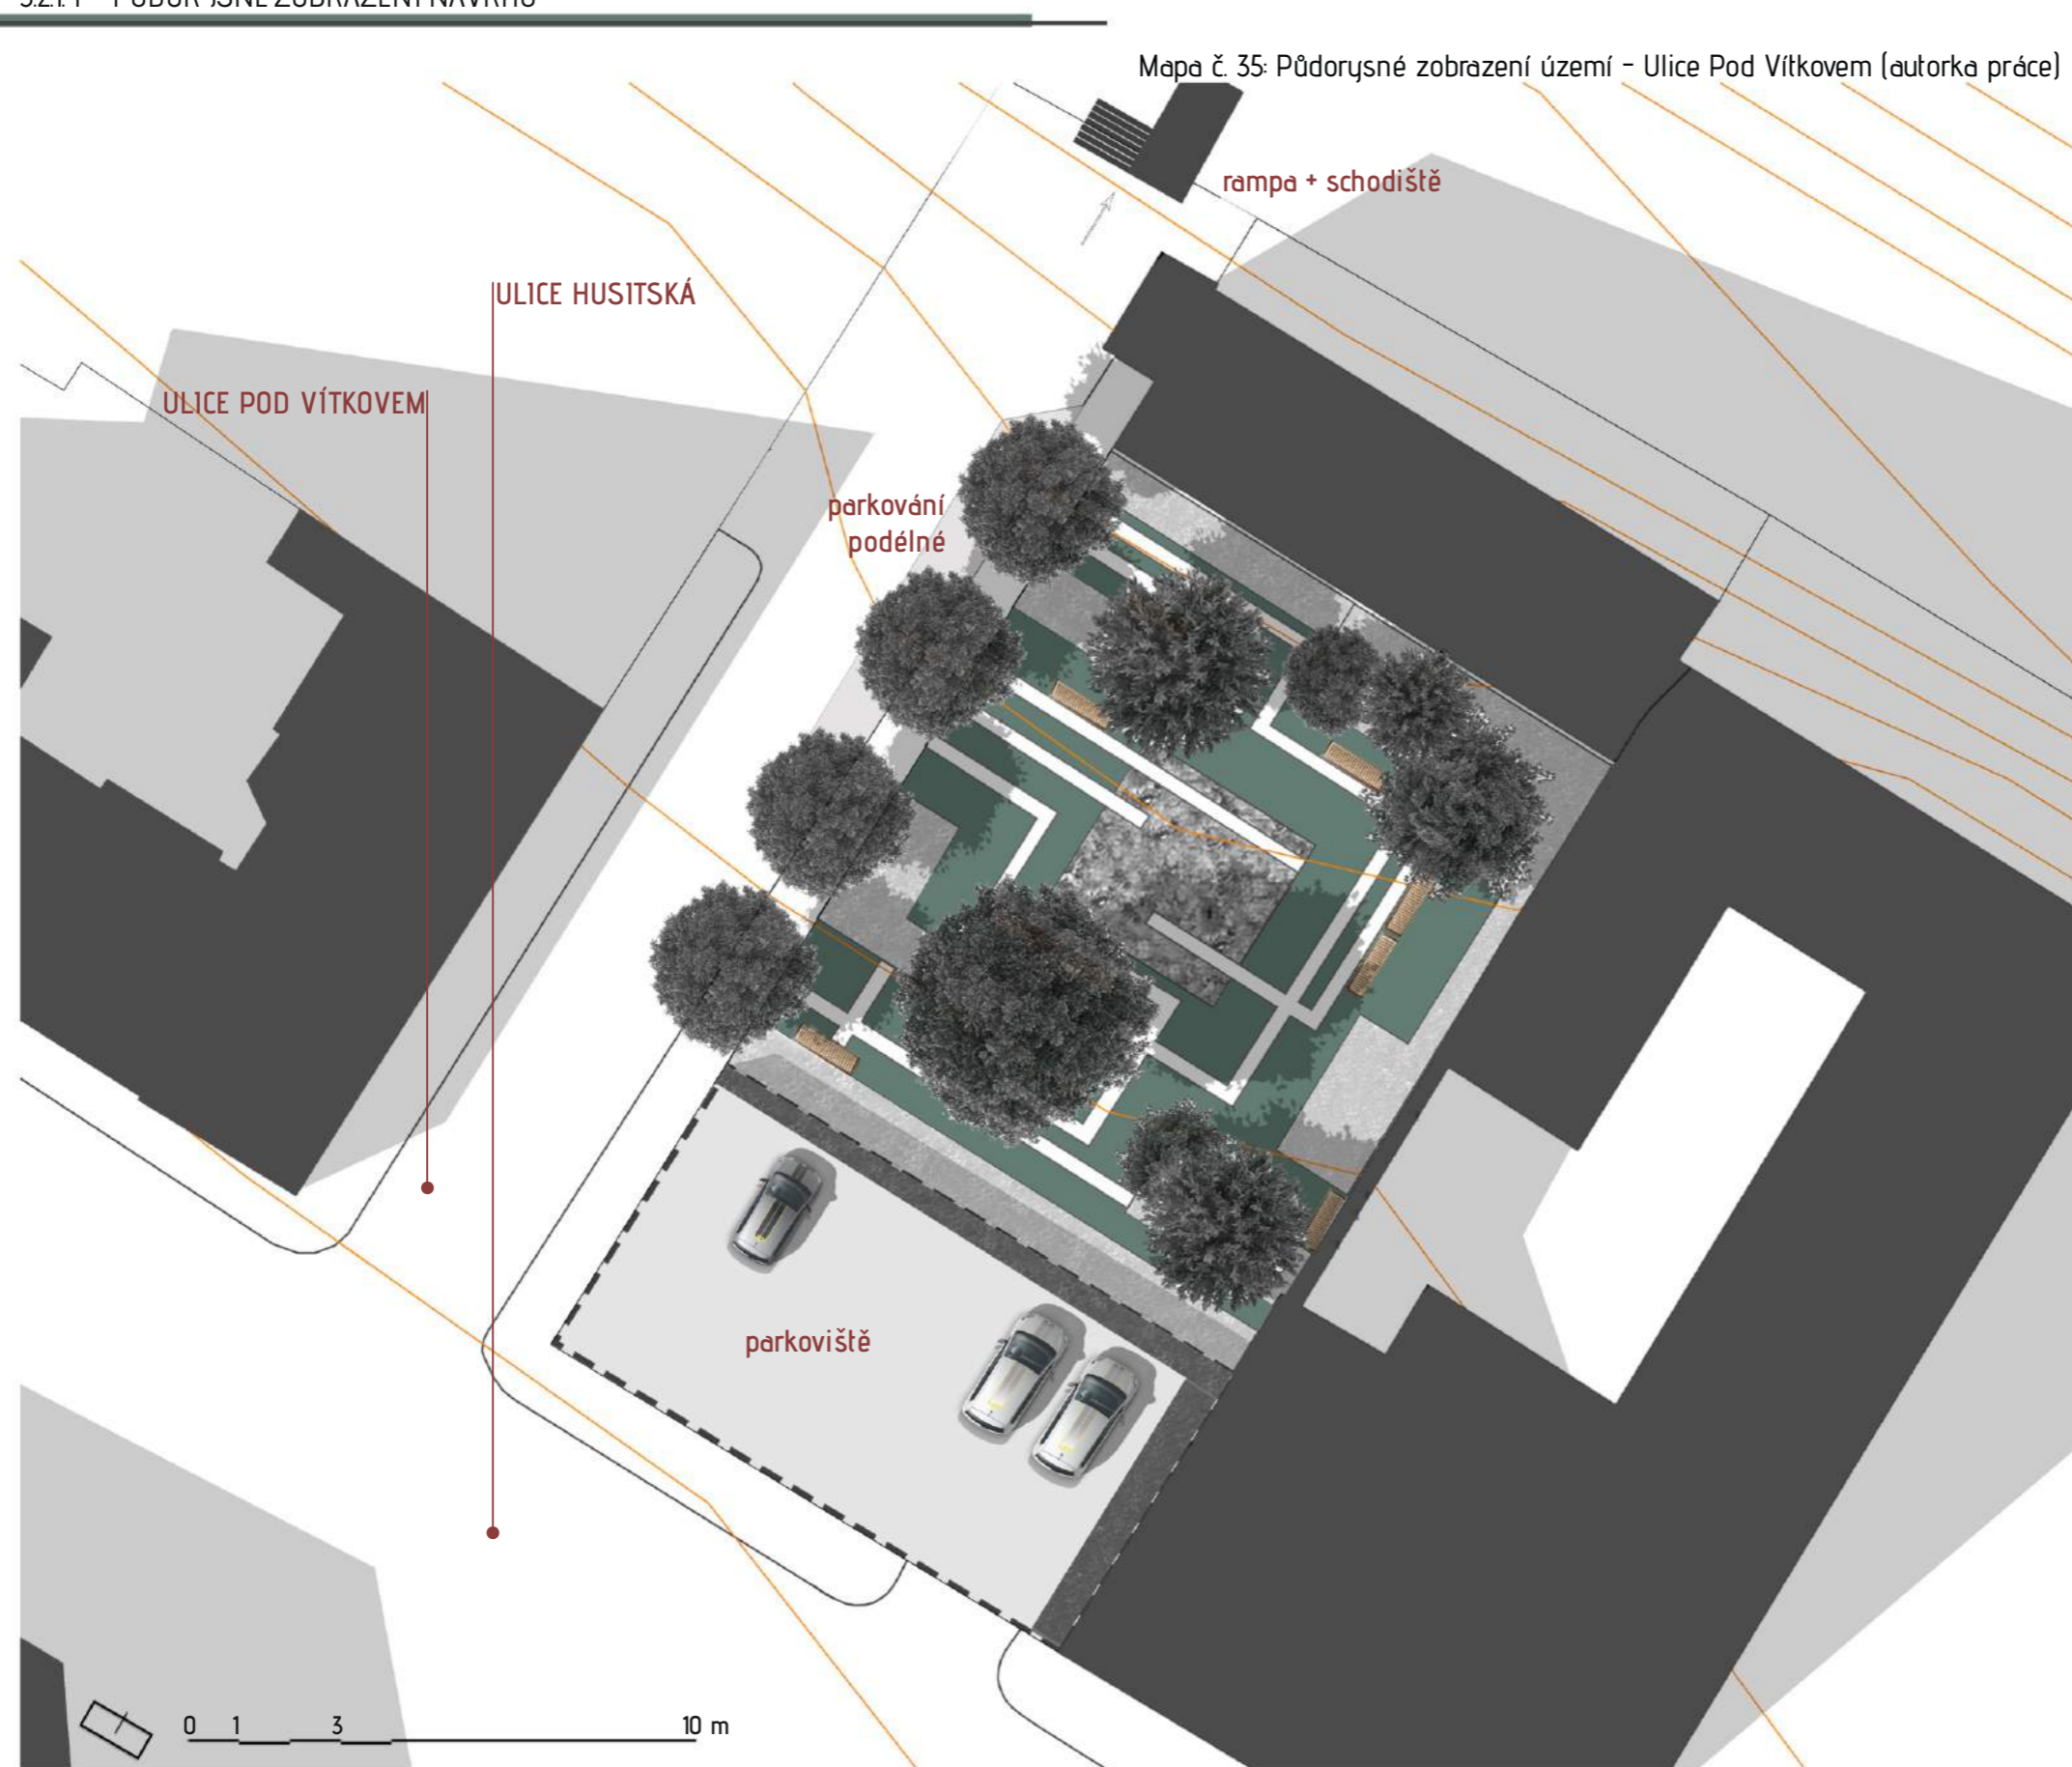 Mapa č. 35: Půdorysné zobrazení území - Ulice Pod Vítkovem (autorka práce)
rampa + schodiště
ULICE HUSITSKÁ
ULICE POD VÍTKOVEM
parkování
podélné
parkoviště
0 1 3 10 m